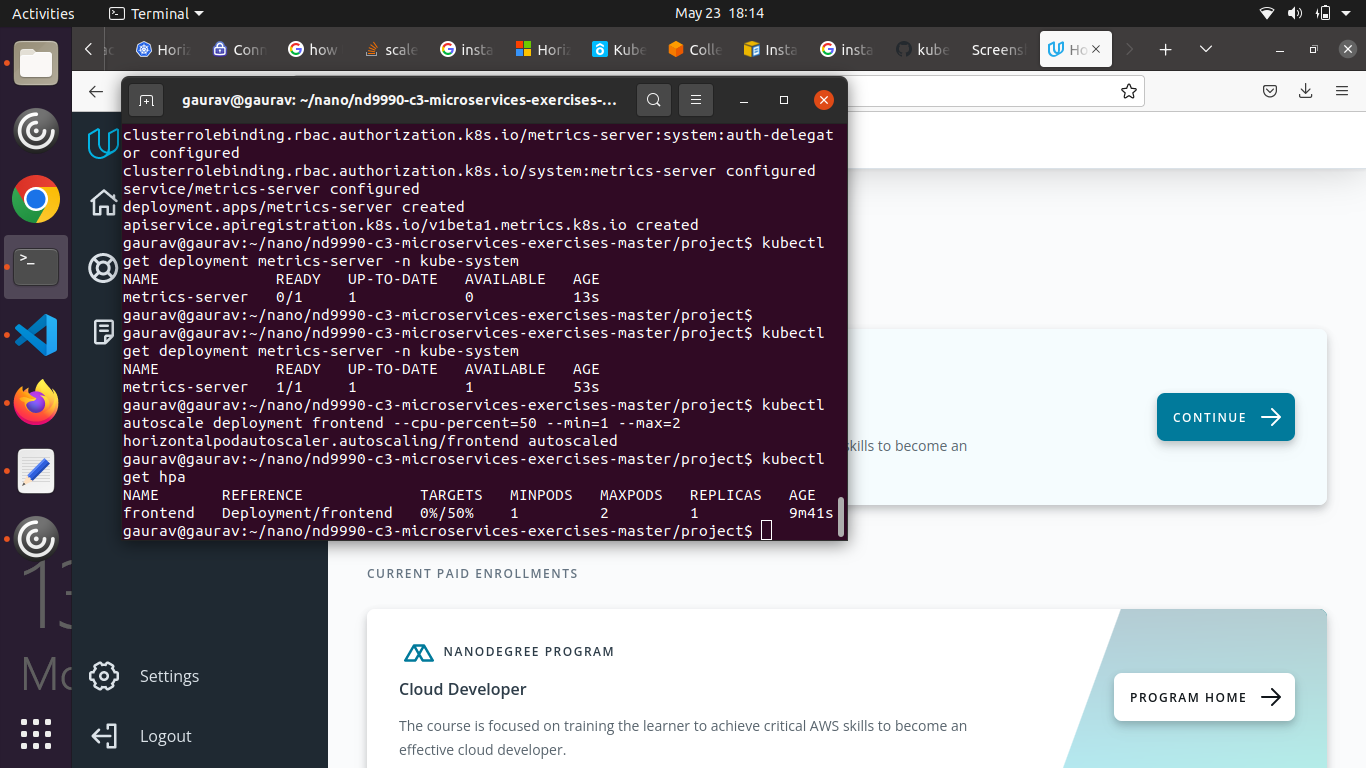 Activities
Terminal
May 23 18:14
Horiz
Conn
how
scale
insta
Horiz
Kube
Colle
Insta
insta
kube
Screensh
Ho
gaurav@gaurav: ~/nano/nd9990-c3-microservices-exercises-...
clusterrolebinding.rbac.authorization.k8s.io/metrics-server:system:auth-delegat
or configured
clusterrolebinding.rbac.authorization.k8s.io/system:metrics-server configured
service/metrics-server configured
deployment.apps/metrics-server created
apiservice.apiregistration.k8s.io/v1beta1.metrics.k8s.io created
gaurav@gaurav:~/nano/nd9990-c3-microservices-exercises-master/project$ kubectl
get deployment metrics-server -n kube-system
NAME READY UP-TO-DATE AVAILABLE AGE
metrics-server 0/1 1 0 13s
gaurav@gaurav:~/nano/nd9990-c3-microservices-exercises-master/project$
gaurav@gaurav:~/nano/nd9990-c3-microservices-exercises-master/project$ kubectl
get deployment metrics-server -n kube-system
NAME READY UP-TO-DATE AVAILABLE AGE
metrics-server 1/1 1 1 53s
gaurav@gaurav:~/nano/nd9990-c3-microservices-exercises-master/project$ kubectl
autoscale deployment frontend --cpu-percent=50 --min=1 --max=2
horizontalpodautoscaler.autoscaling/frontend autoscaled
gaurav@gaurav:~/nano/nd9990-c3-microservices-exercises-master/project$ kubectl
get hpa
NAME REFERENCE TARGETS MINPODS MAXPODS REPLICAS AGE
frontend Deployment/frontend 0%/50% 1 2 1 9m41s
gaurav@gaurav:~/nano/nd9990-c3-microservices-exercises-master/project$
CONTINUE
skills to become an
CURRENT PAID ENROLLMENTS
NANODEGREE PROGRAM
Cloud Developer
PROGRAM HOME
The course is focused on training the learner to achieve critical AWS skills to become an
effective cloud developer.
Settings
Logout